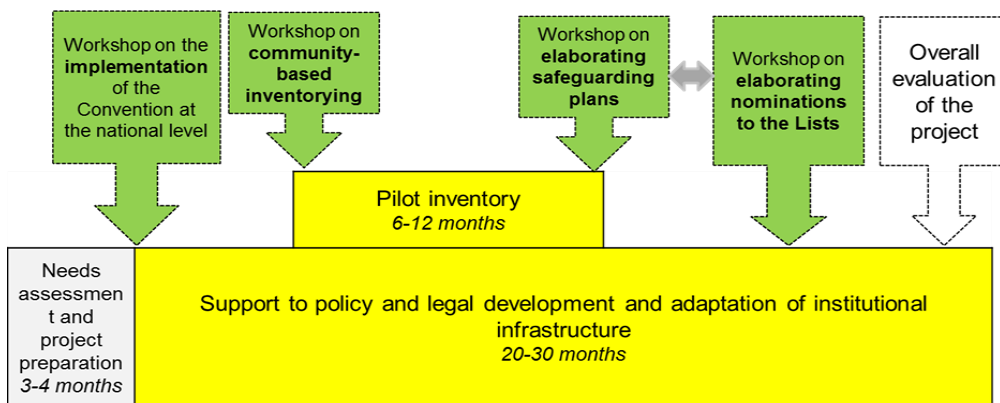 Workshop on the
implementation
of the
Convention at
the national level
Workshop on
community-
based
inventorying
Workshop on
elaborating
safeguarding
plans
Workshop on
elaborating
nominations
to the Lists
Overall
evaluation
of the
project
Pilot inventory
6-12 months
Needs
assessmen
t and
project
preparation
3-4 months
Support to policy and legal development and adaptation of institutional
infrastructure
20-30 months